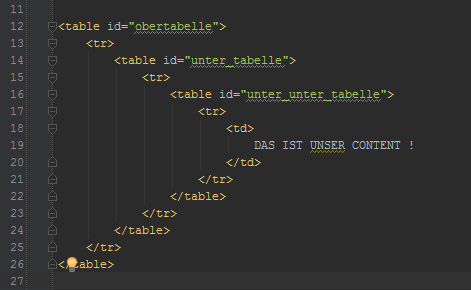 11
12 <table id="obertabelle">
13 <tr>
14 <table id="unter_tabelle">
15 <tr>
16 <table id="unter_unter_tabelle">
17 <tr>
18 <td>
19 DAS IST UNSER CONTENT !
20 </td>
21 </tr>
22 </table>
23 </tr>
24 </table>
25 </tr>
26 </table>
27